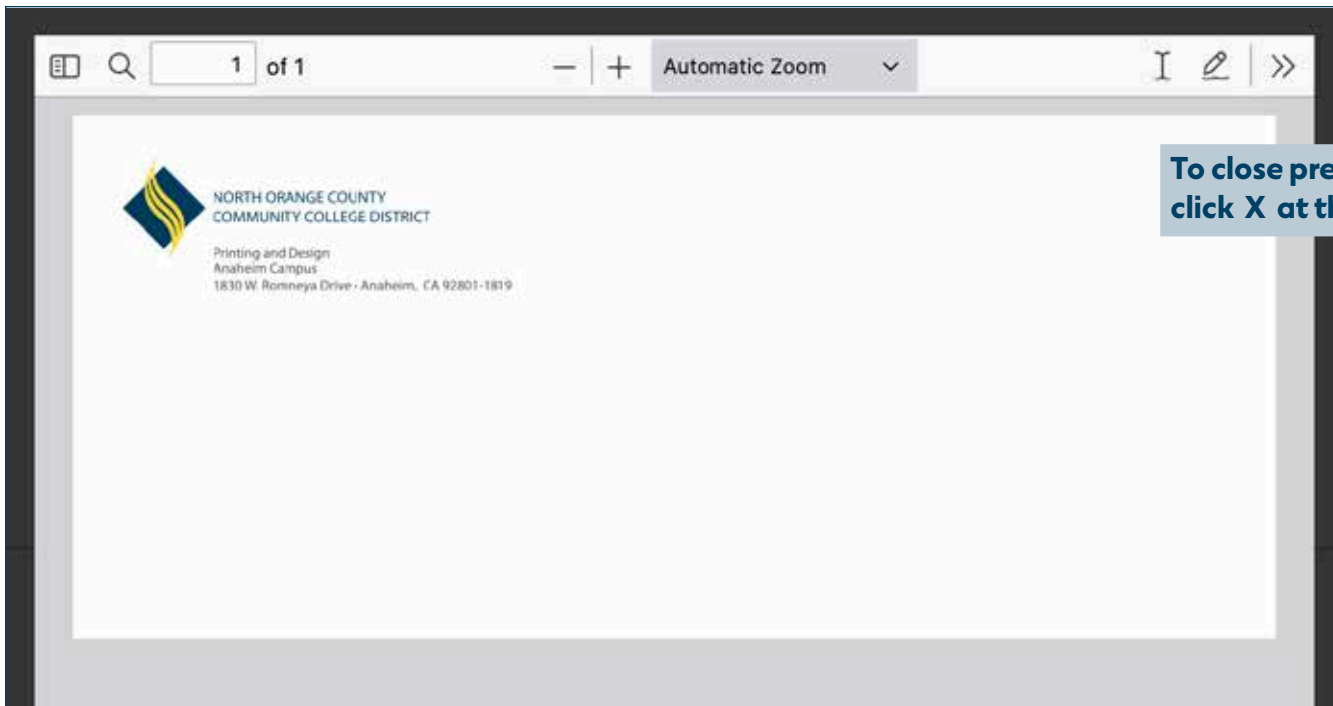 1 of 1 Automatic Zoom
To close pre
click X at th
NORTH ORANGE COUNTY
COMMUNITY COLLEGE DISTRICT
Printing and Design
Anaheim Campus
1830 W. Romneya Drive · Anaheim, CA 92801-1819